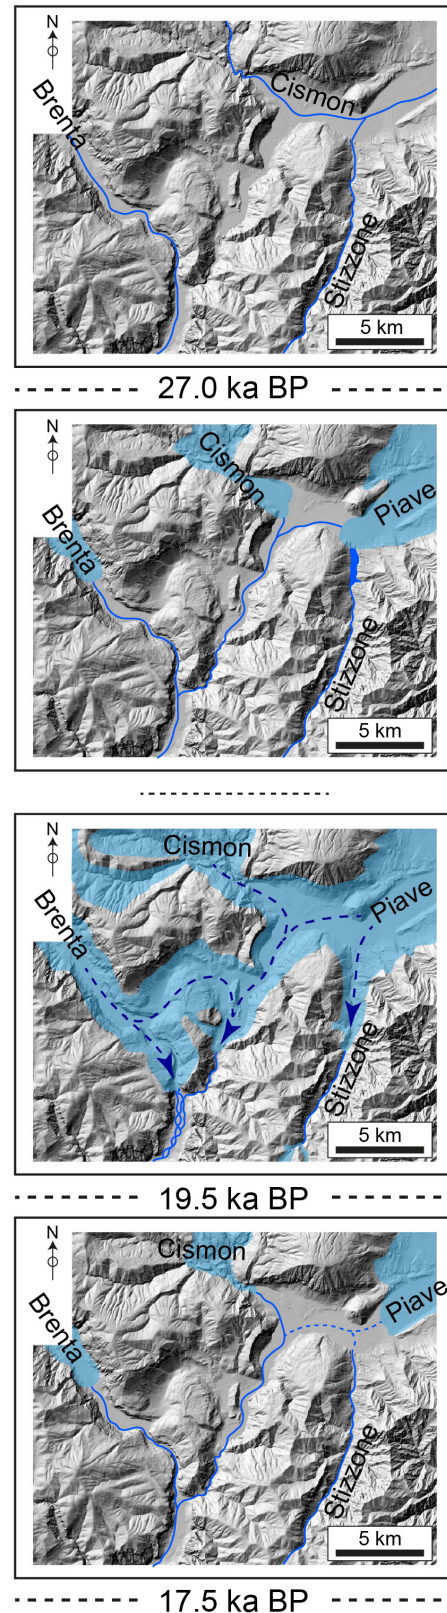 N
Cismon
Brenta
Stizzone
5 km
27.0 ka BP
N
Cismon
Piave
Brenta
Stizzone
5 km
N
Cismon
Piave
Brenta
Stizzone
5 km
19.5 ka BP
N
Cismon
Piave
Brenta
Stizzone
5 km
17.5 ka BP